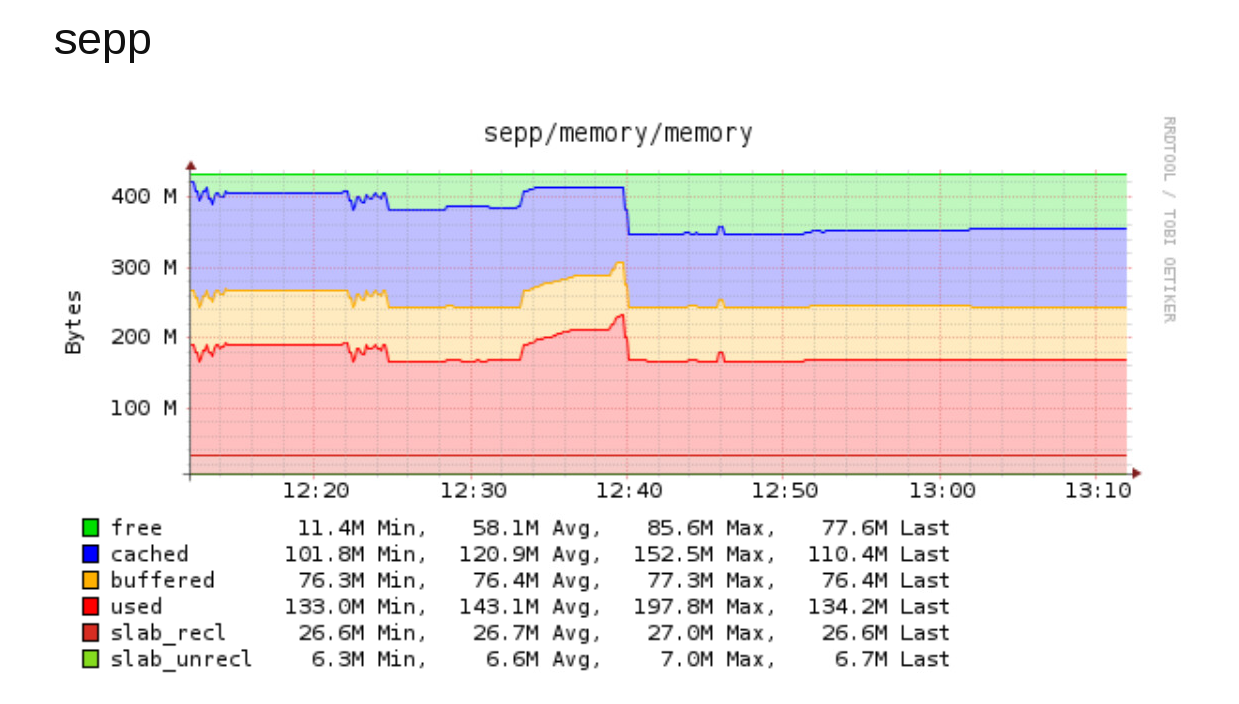 sepp
sepp/memory/memory
RRDTOOL / TOBI OETIKER
Bytes
400 M
300 M
200 M
100 M
12:20 12:30 12:40 12:50 13:00 13:10
free 11.4M Min, 58.1M Avg, 85.6M Max, 77.6M Last
cached 101.8M Min, 120.9M Avg, 152.5M Max, 110.4M Last
buffered 76.3M Min, 76.4M Avg, 77.3M Max, 76.4M Last
used 133.0M Min, 143.1M Avg, 197.8M Max, 134.2M Last
slab_recl 26.6M Min, 26.7M Avg, 27.0M Max, 26.6M Last
slab_unrecl 6.3M Min, 6.6M Avg, 7.0M Max, 6.7M Last